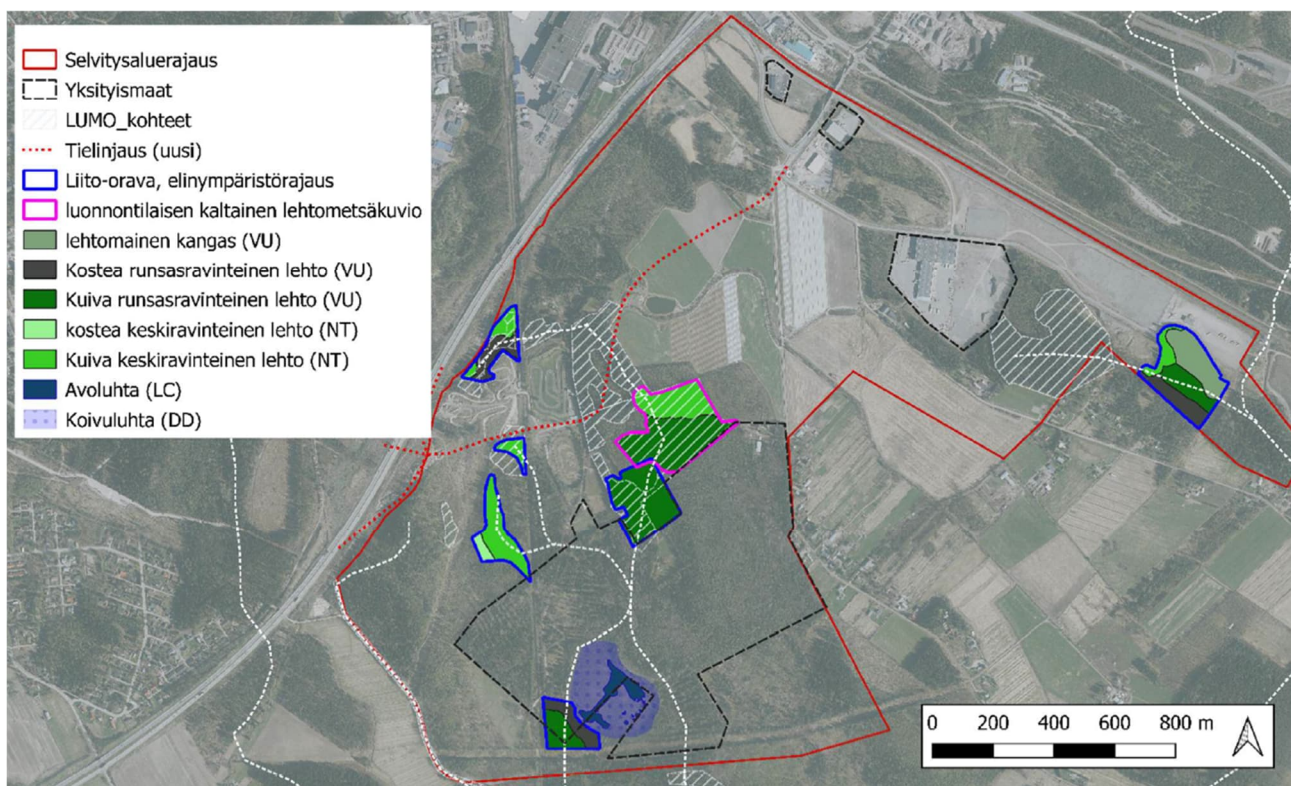 Selvitysaluerajaus
Yksityismaat
LUMO_kohteet
Tielinjaus (uusi)
Liito-orava, elinympäristörajaus
luonnontilaisen kaltainen lehtometsäkuvio
lehtomainen kangas (VU)
Kostea runsasravinteinen lehto (VU)
Kuiva runsasravinteinen lehto (VU)
kostea keskiravinteinen lehto (NT)
Kuiva keskiravinteinen lehto (NT)
Avoluhta (LC)
Koivuluhta (DD)
0 200 400 600 800 m